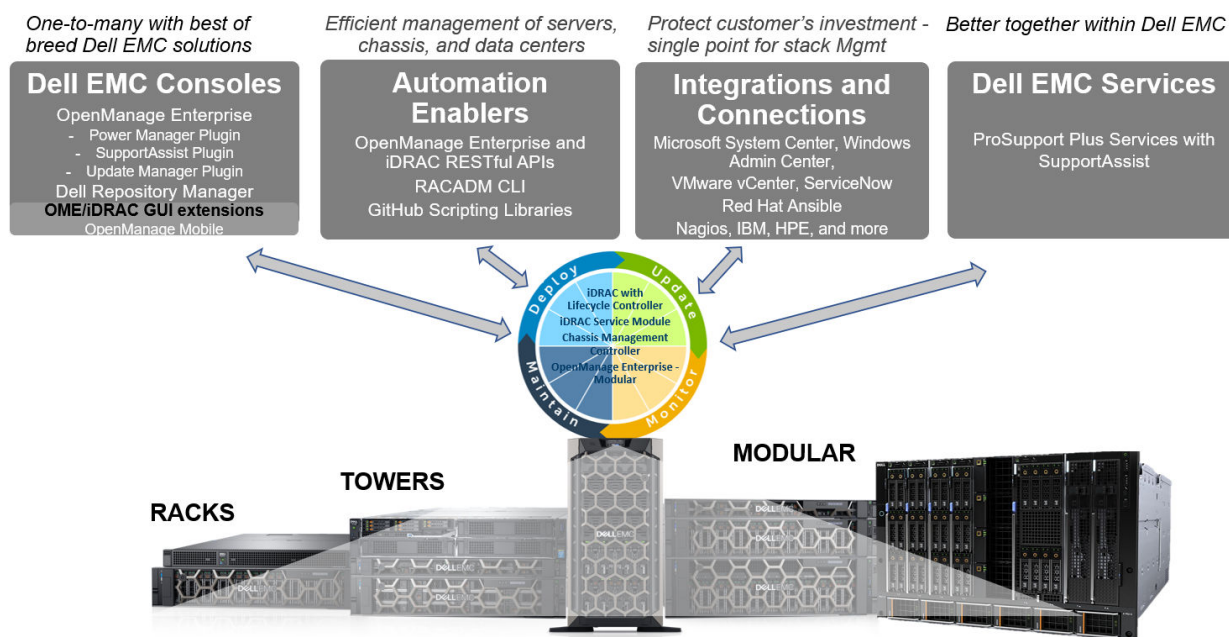 One-to-many with best of
breed Dell EMC solutions
Efficient management of servers,
chassis, and data centers
Protect customer's investment -
single point for stack Mgmt
Better together within Dell EMC
Dell EMC Consoles
OpenManage Enterprise
- Power Manager Plugin
- SupportAssist Plugin
- Update Manager Plugin
Dell Repository Manager
OME/iDRAC GUI extensions
OpenManage Mobile
Automation
Enablers
OpenManage Enterprise and
iDRAC RESTful APIs
RACADM CLI
GitHub Scripting Libraries
Integrations and
Connections
Microsoft System Center, Windows
Admin Center,
VMware vCenter, ServiceNow
Red Hat Ansible
Nagios, IBM, HPE, and more
Dell EMC Services
ProSupport Plus Services with
SupportAssist
Deploy
Update
iDRAC with
Lifecycle Controller
iDRAC Service Module
Chassis Management
Controller
OpenManage Enterprise -
Modular
Maintain
Monitor
RACKS
TOWERS
MODULAR
DELLEMC
DELLEMC
DELLEMC
DELLEMC
DELLEMC
DELLEMC